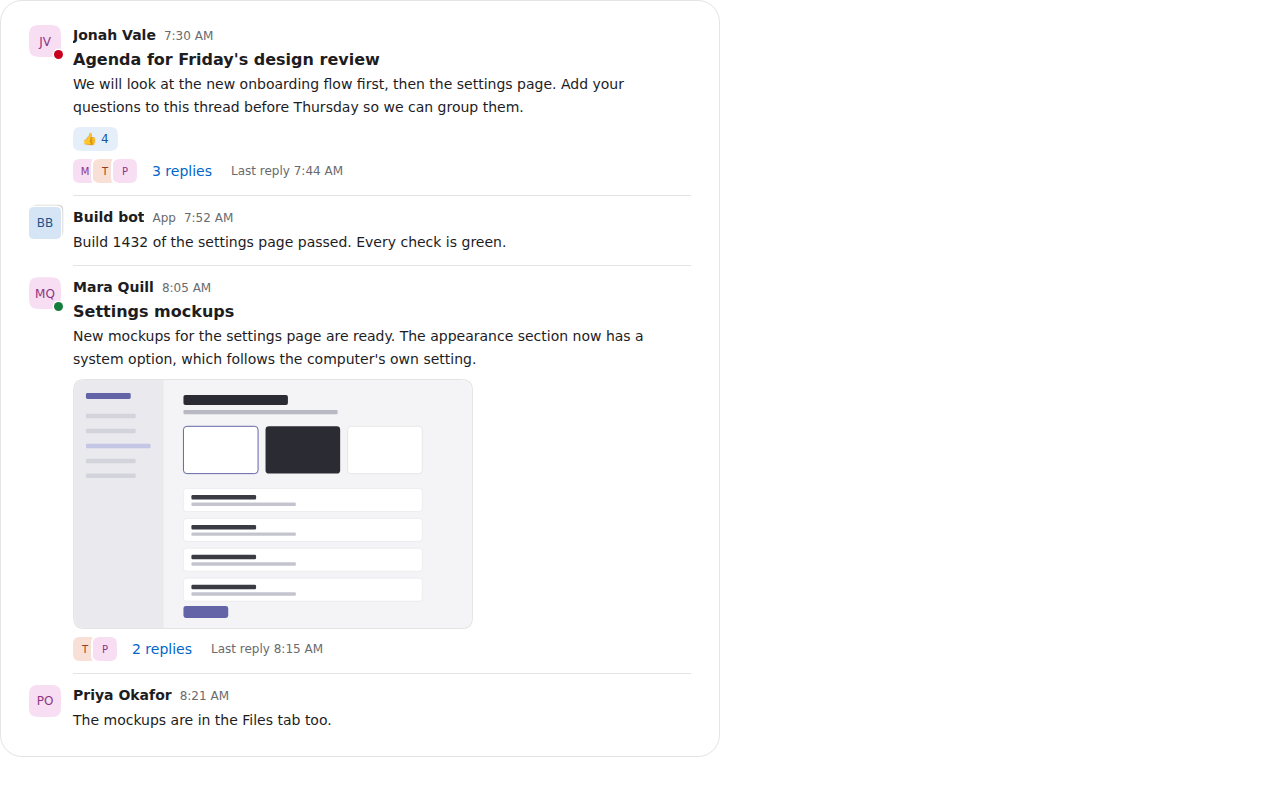 JV
Jonah Vale 7:30 AM
Agenda for Friday's design review
We will look at the new onboarding flow first, then the settings page. Add your
questions to this thread before Thursday so we can group them.
👍 4
M T P 3 replies Last reply 7:44 AM
BB
Build bot App 7:52 AM
Build 1432 of the settings page passed. Every check is green.
MQ
Mara Quill 8:05 AM
Settings mockups
New mockups for the settings page are ready. The appearance section now has a
system option, which follows the computer's own setting.
T P 2 replies Last reply 8:15 AM
PO
Priya Okafor 8:21 AM
The mockups are in the Files tab too.